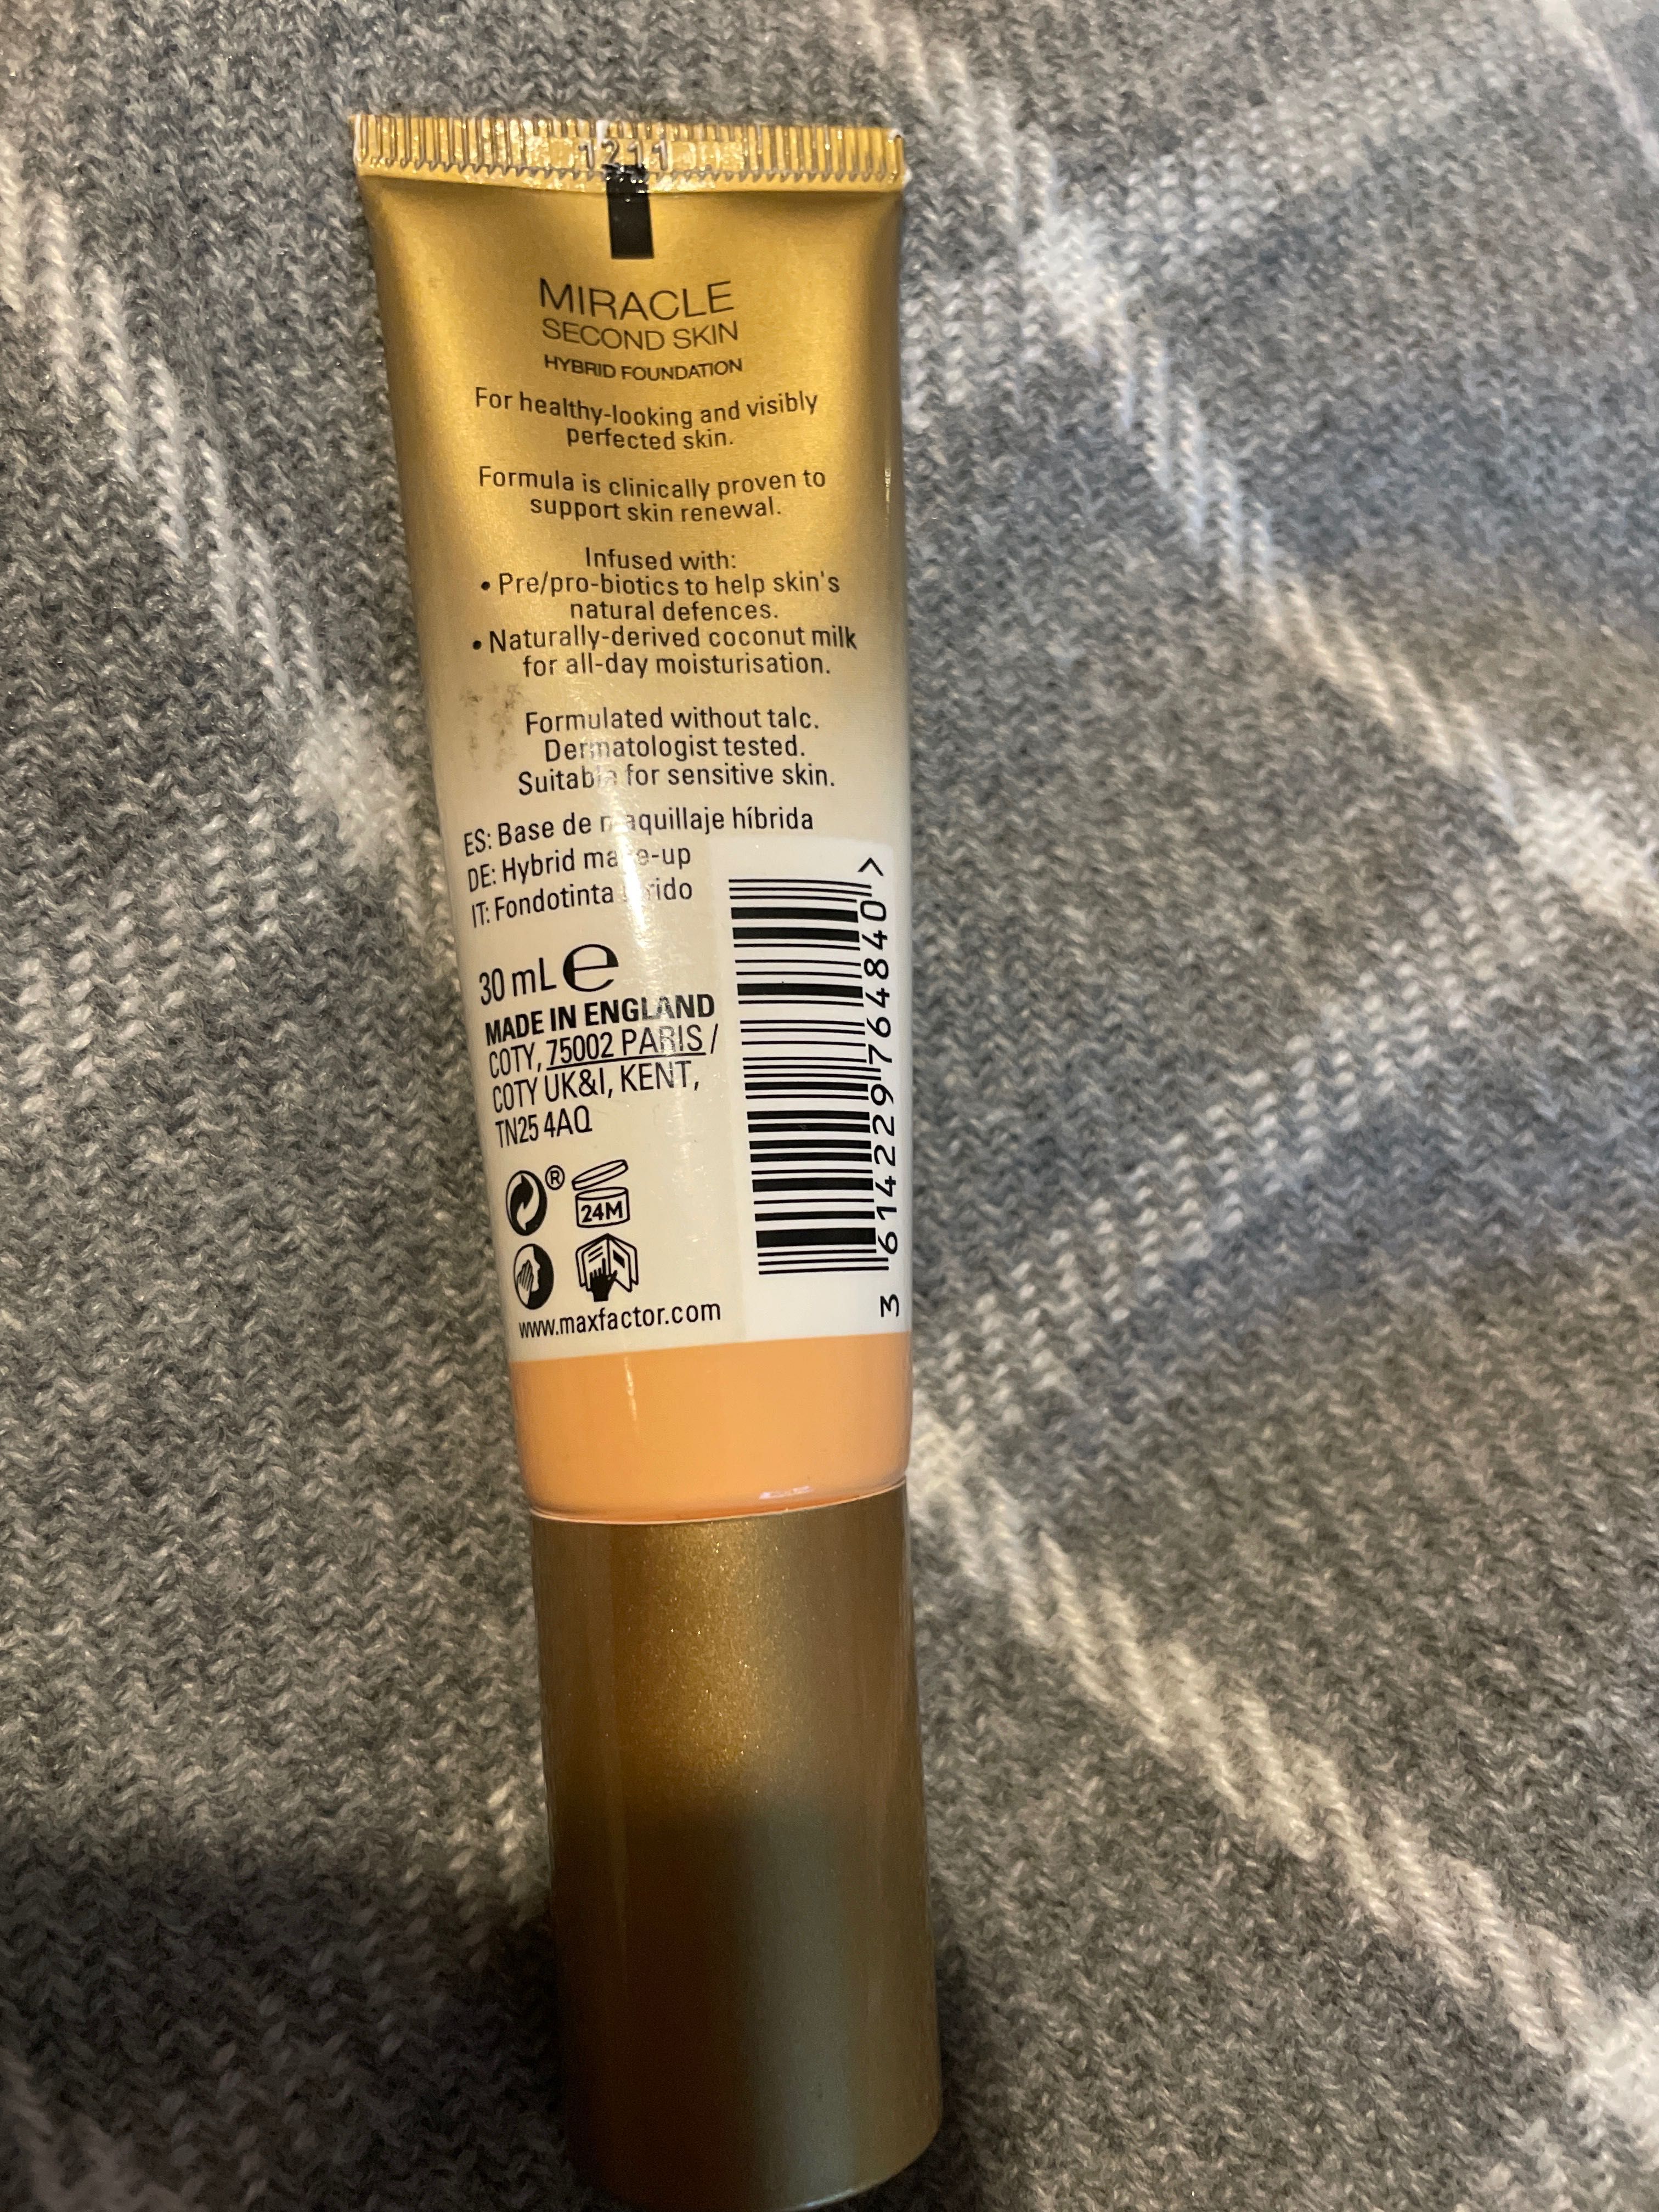 1211
MIRACLE
SECOND SKIN
HYBRID FOUNDATION
For healthy-looking and visibly
perfected skin.
Formula is clinically proven to
support skin renewal.
Infused with:
• Pre/pro-biotics to help skin's
natural defences.
• Naturally-derived coconut milk
for all-day moisturisation.
Formulated without talc.
Dermatologist tested.
Suitable for sensitive skin.
ES: Base de maquillaje híbrida
DE: Hybrid make-up
IT: Fondotinta
30 mL e
MADE IN ENGLAND
COTY, 75002 PARIS /
COTY UK&I, KENT,
TN25 4AQ
®
24M
www.maxfactor.com
3 614229 764840 >